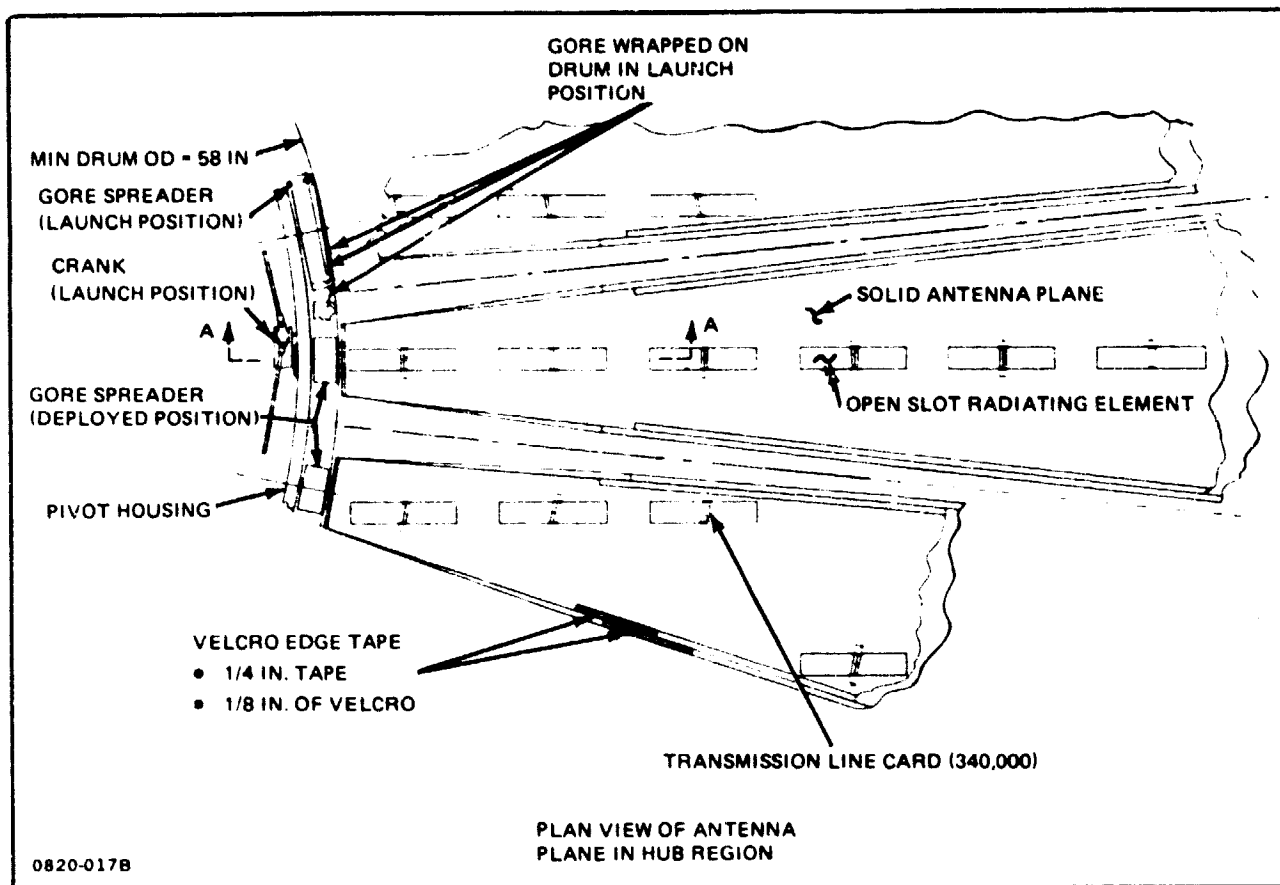 GORE WRAPPED ON
DRUM IN LAUNCH
POSITION
MIN DRUM OD = 58 IN
GORE SPREADER
(LAUNCH POSITION)
CRANK
(LAUNCH POSITION)
A
A
SOLID ANTENNA PLANE
GORE SPREADER
(DEPLOYED POSITION)
OPEN SLOT RADIATING ELEMENT
PIVOT HOUSING
VELCRO EDGE TAPE
• 1/4 IN. TAPE
• 1/8 IN. OF VELCRO
TRANSMISSION LINE CARD (340,000)
PLAN VIEW OF ANTENNA
PLANE IN HUB REGION
0820-017B